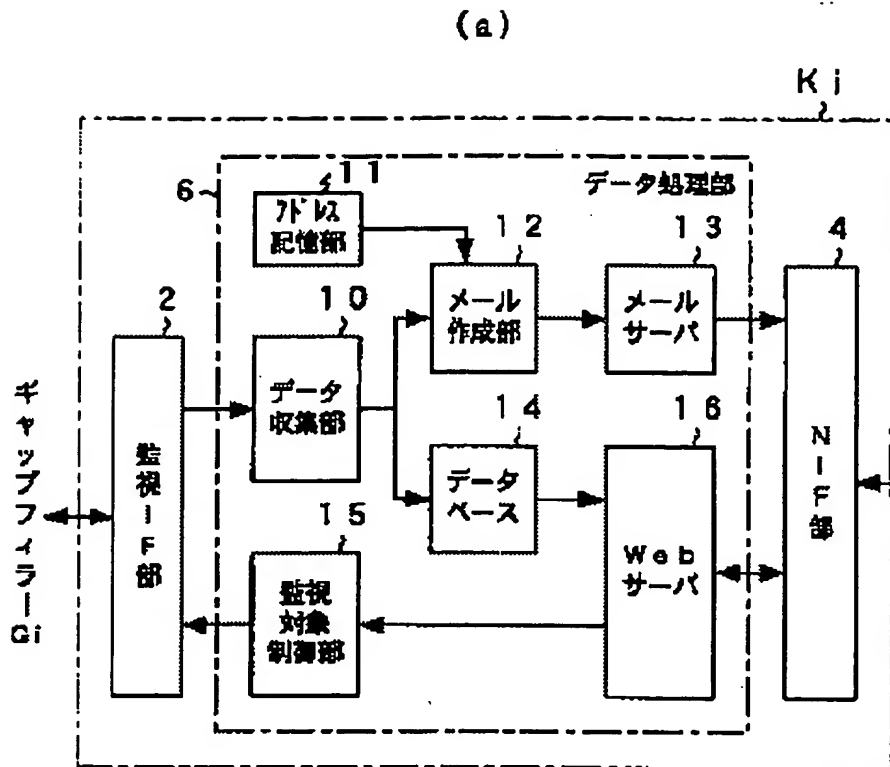 (a)
Ki
6
11
データ処理部
アドレス
記憶部
12
13
4
2
10
メール
作成部
メール
サーバ
データ
収集部
14
16
ギャップフィラーGi
監視IF部
15
データ
ベース
NIF部
Web
サーバ
監視
対象
制御部